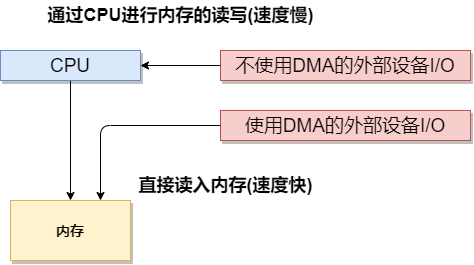 通过CPU进行内存的读写(速度慢)
CPU
不使用DMA的外部设备I/O
使用DMA的外部设备I/O
直接读入内存(速度快)
内存